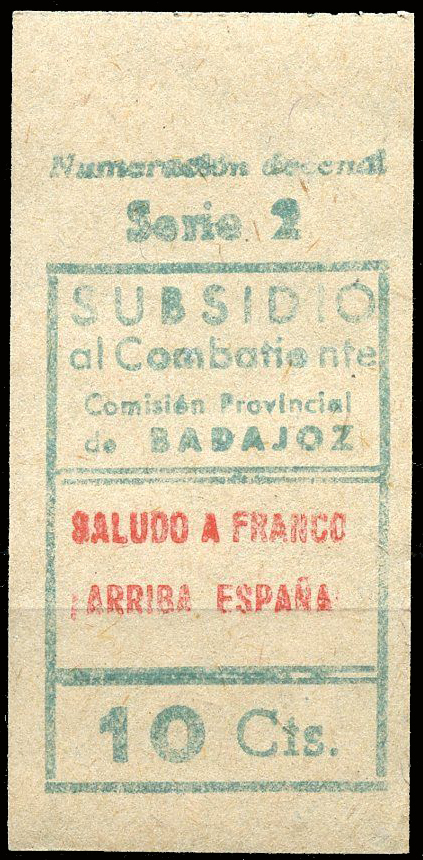 Numeración decenal
Serie 2
SUBSIDIO
al Combatiente
Comisión Provincial
de BADAJOZ
SALUDO A FRANCO
¡ARRIBA ESPAÑA
10 Cts.